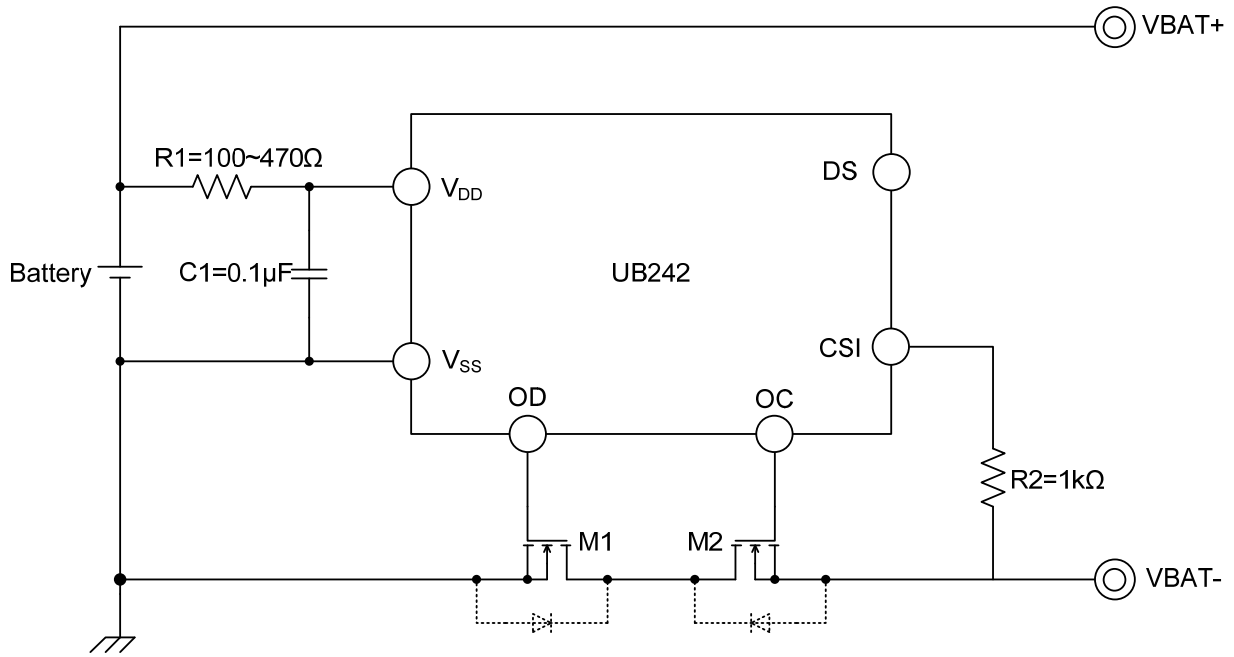 VBAT+
R1=100~470Ω
DS
VDD
Battery
C1=0.1µF
UB242
CSI
VSS
OD
OC
R2=1kΩ
M1
M2
VBAT-